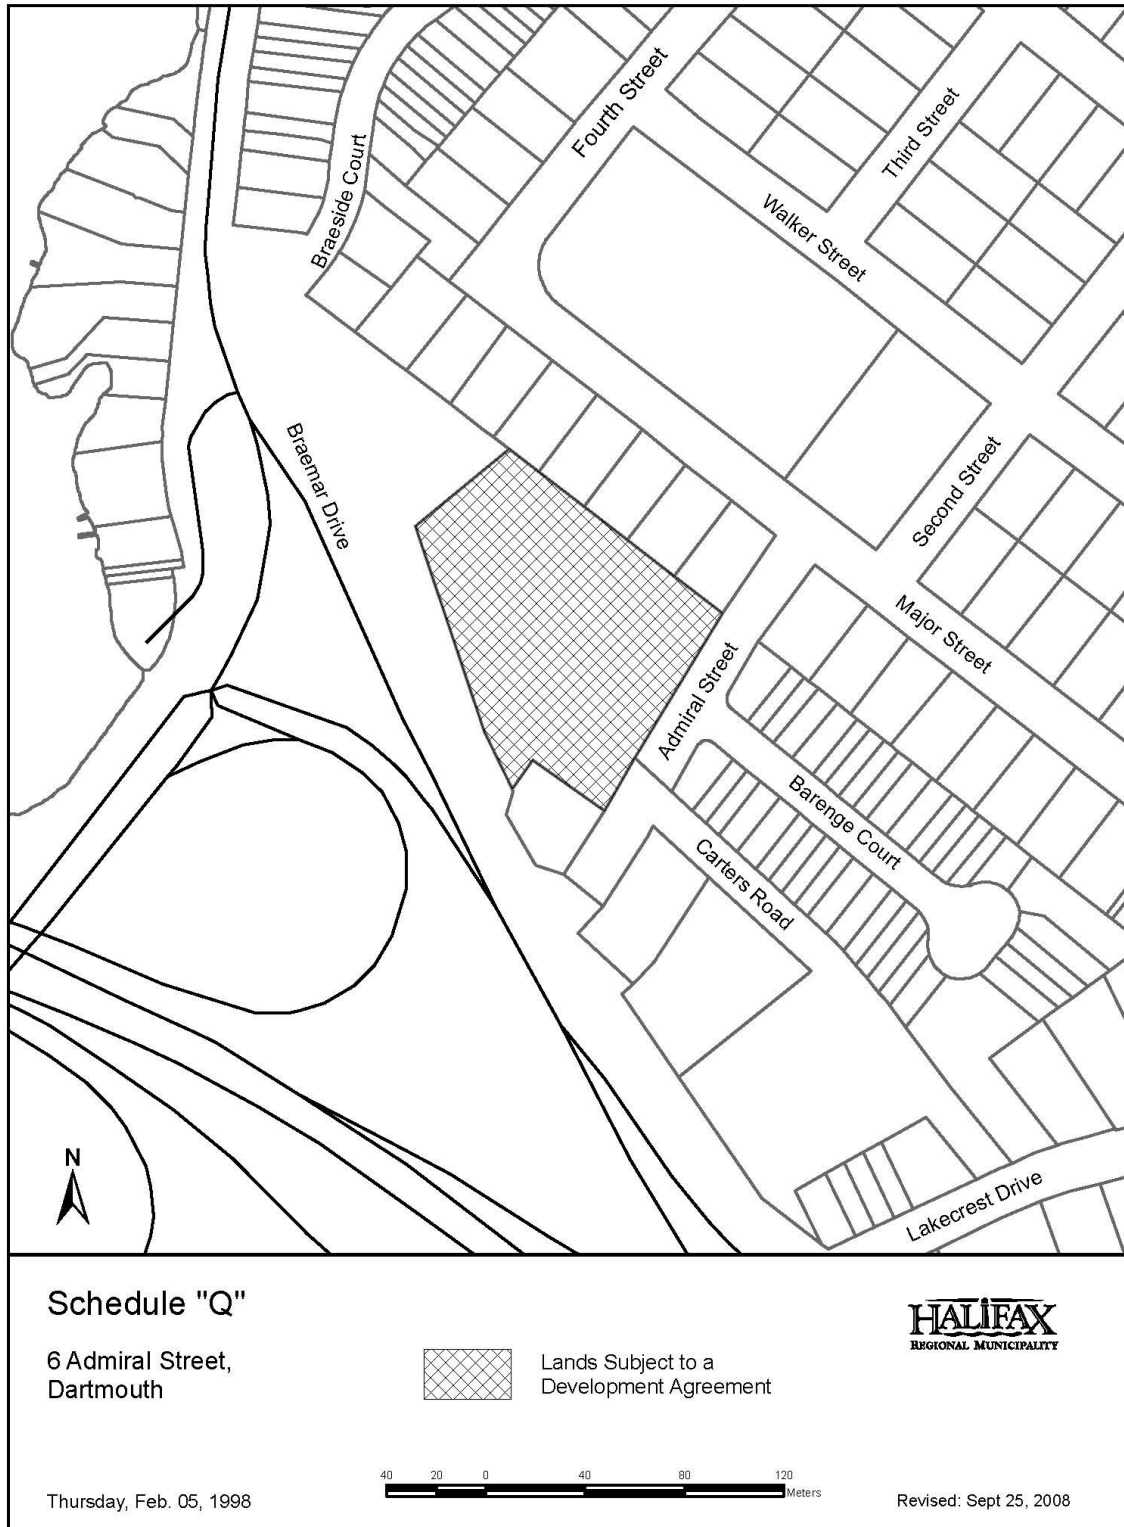 Fourth Street
Third Street
Braeside Court
Walker Street
Braemar Drive
Second Street
Major Street
Admiral Street
Barenge Court
Carters Road
Lakecrest Drive
N
Schedule "Q"
6 Admiral Street,
Dartmouth
Lands Subject to a
Development Agreement
HALIFAX
REGIONAL MUNICIPALITY
40 20 0 40 80 120
Meters
Thursday, Feb. 05, 1998
Revised: Sept 25, 2008